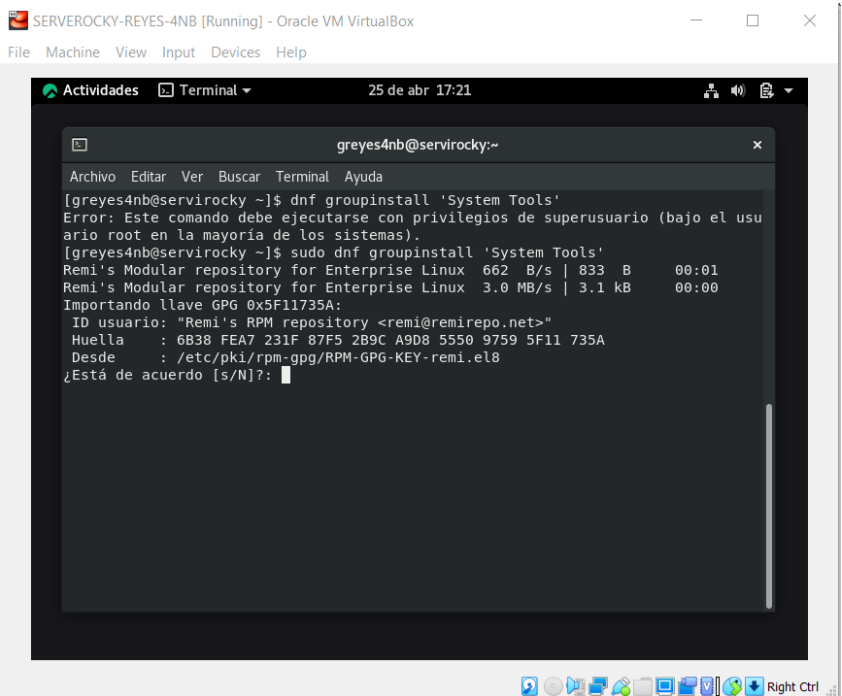 SERVEROCKY-REYES-4NB [Running] - Oracle VM VirtualBox
File Machine View Input Devices Help
Actividades Terminal 25 de abr 17:21
greyes4nb@servirocky:~
Archivo Editar Ver Buscar Terminal Ayuda
[greyes4nb@servirocky ~]$ dnf groupinstall 'System Tools'
Error: Este comando debe ejecutarse con privilegios de superusuario (bajo el usu
ario root en la mayoría de los sistemas).
[greyes4nb@servirocky ~]$ sudo dnf groupinstall 'System Tools'
Remi's Modular repository for Enterprise Linux 662 B/s | 833 B 00:01
Remi's Modular repository for Enterprise Linux 3.0 MB/s | 3.1 kB 00:00
Importando llave GPG 0x5F11735A:
ID usuario: "Remi's RPM repository <remi@remirepo.net>"
Huella : 6B38 FEA7 231F 87F5 2B9C A9D8 5550 9759 5F11 735A
Desde : /etc/pki/rpm-gpg/RPM-GPG-KEY-remi.el8
¿Está de acuerdo [s/N]?:
Right Ctrl